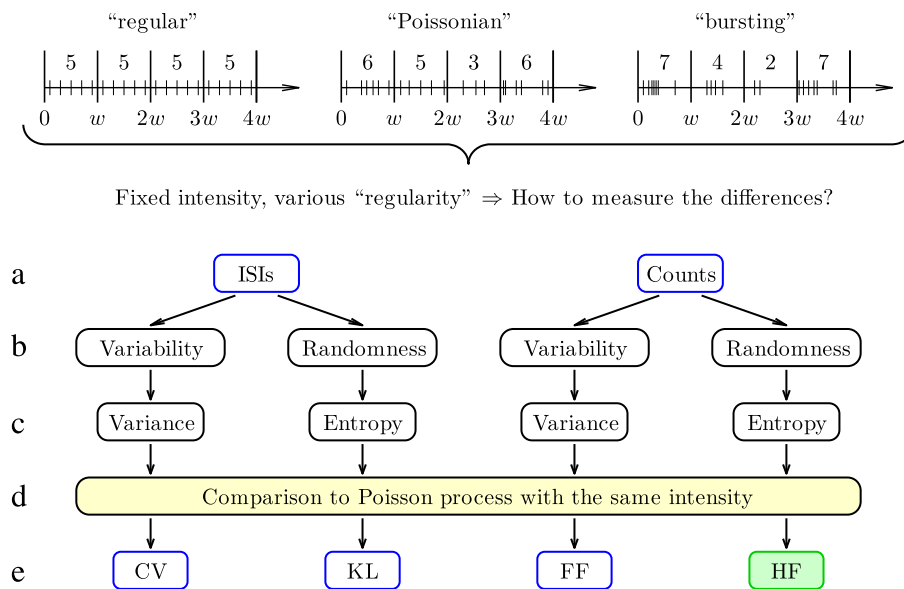 “regular” “Poissonian” “bursting”
5 5 5 5 6 5 3 6 7 4 2 7
0 w 2w 3w 4w 0 w 2w 3w 4w 0 w 2w 3w 4w
Fixed intensity, various “regularity” ⇒ How to measure the differences?
a ISIs Counts
b Variability Randomness Variability Randomness
c Variance Entropy Variance Entropy
d Comparison to Poisson process with the same intensity
e CV KL FF HF